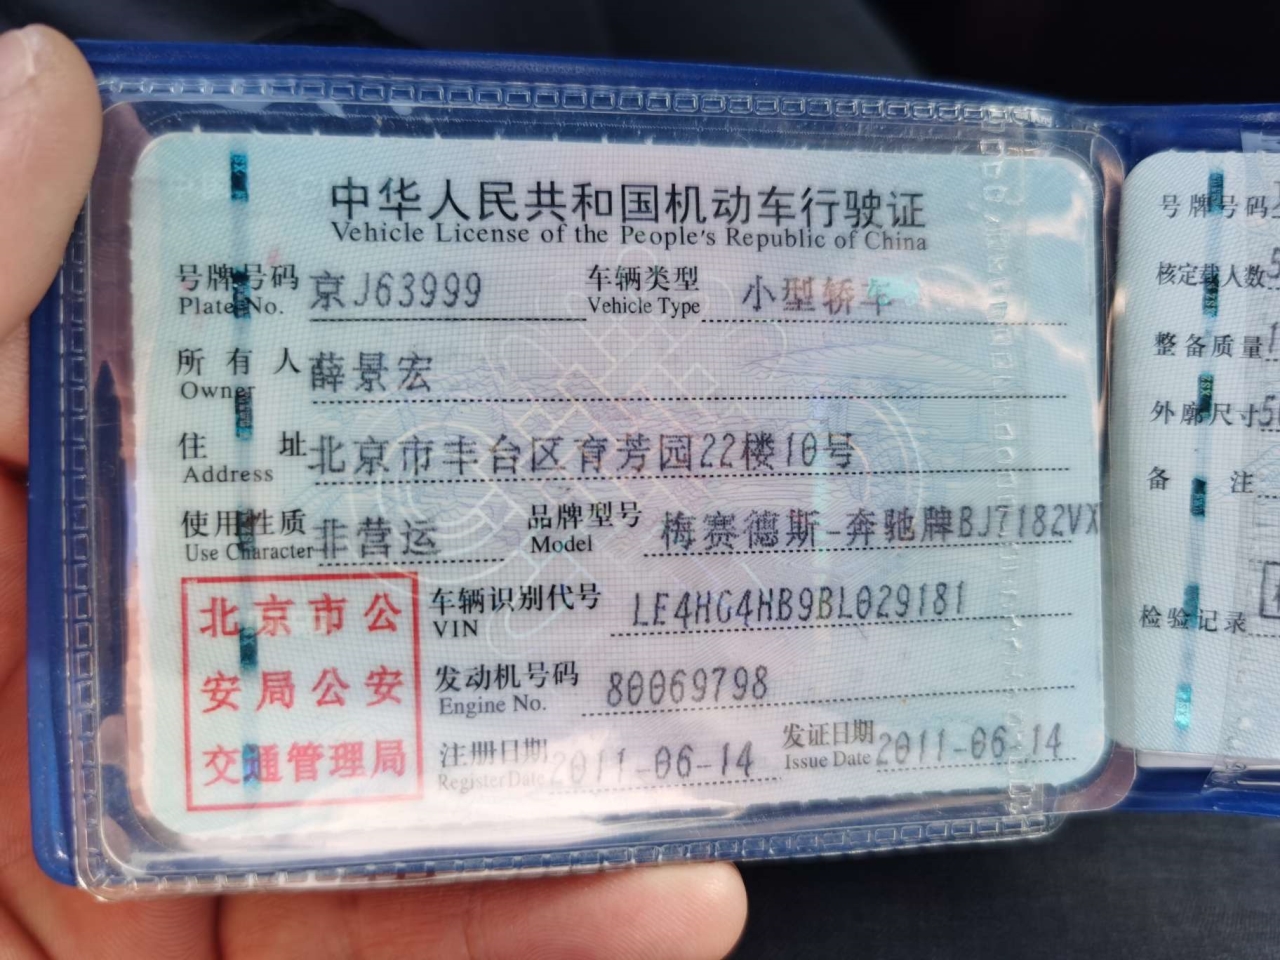 中华人民共和国机动车行驶证
Vehicle License of the People's Republic of China
号牌号码 京J63999 车辆类型 小型轿车
Plate No. Vehicle Type
所有人 薛景宏
Owner
住址 北京市丰台区育芳园22楼10号
Address
使用性质 非营运 品牌型号 梅赛德斯-奔驰牌BJ7182VX
Use Character Model
车辆识别代号 LE4HG4HB9BL029181
VIN
发动机号码 80069798
Engine No.
注册日期 2011-06-14 发证日期 2011-06-14
Register Date Issue Date
北京市公
安局公安
交通管理局
号牌号码
核定载人数 5
整备质量
外廓尺寸 5
备注
检验记录